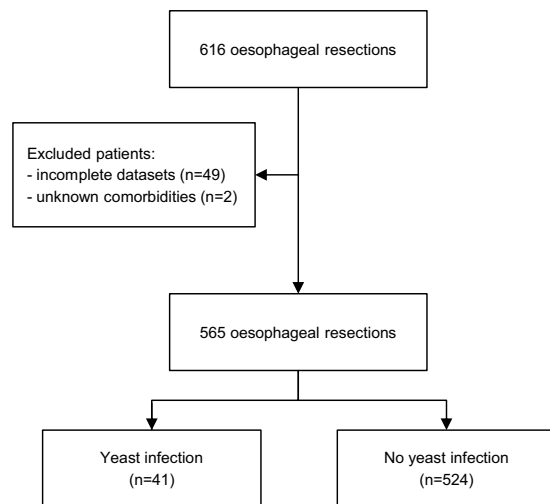 616 oesophageal resections
Excluded patients:
- incomplete datasets (n=49)
- unknown comorbidities (n=2)
565 oesophageal resections
Yeast infection
(n=41)
No yeast infection
(n=524)